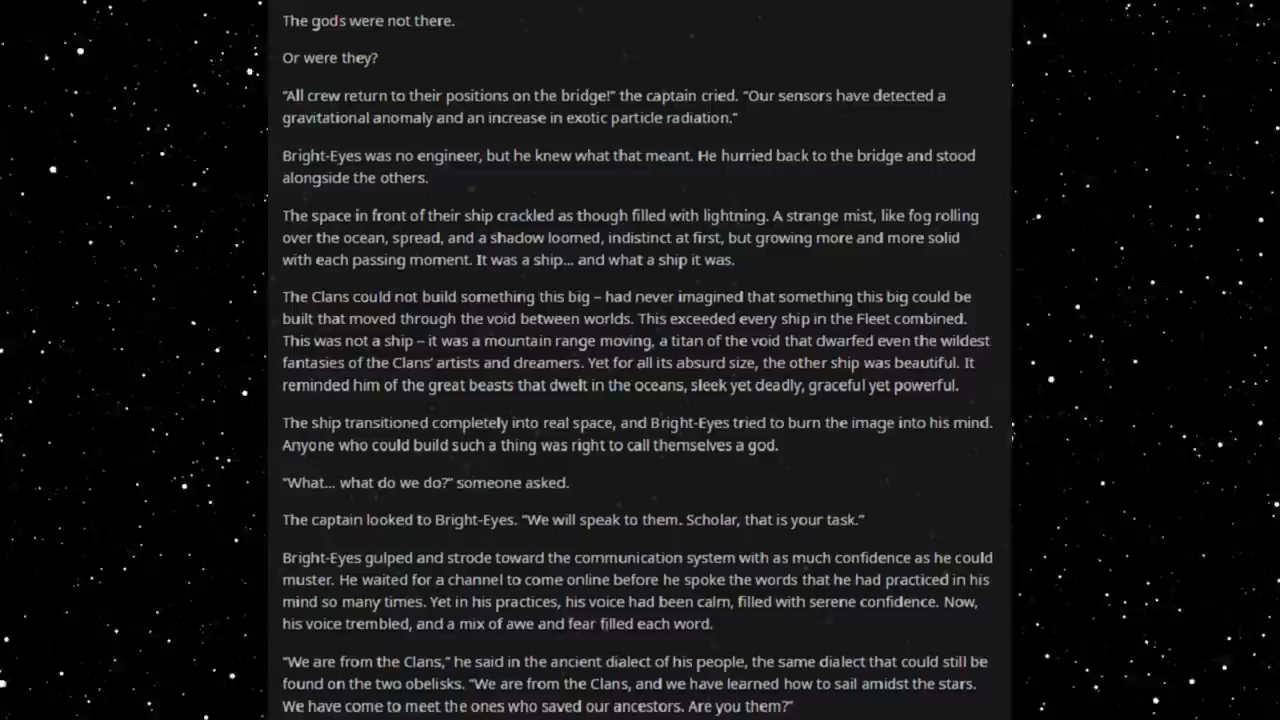 The gods were not there.
Or were they?
“All crew return to their positions on the bridge!” the captain cried. “Our sensors have detected a
gravitational anomaly and an increase in exotic particle radiation.”
Bright-Eyes was no engineer, but he knew what that meant. He hurried back to the bridge and stood
alongside the others.
The space in front of their ship crackled as though filled with lightning. A strange mist, like fog rolling
over the ocean, spread, and a shadow loomed, indistinct at first, but growing more and more solid
with each passing moment. It was a ship... and what a ship it was.
The Clans could not build something this big – had never imagined that something this big could be
built that moved through the void between worlds. This exceeded every ship in the Fleet combined.
This was not a ship – it was a mountain range moving, a titan of the void that dwarfed even the wildest
fantasies of the Clans’ artists and dreamers. Yet for all its absurd size, the other ship was beautiful. It
reminded him of the great beasts that dwelt in the oceans, sleek yet deadly, graceful yet powerful.
The ship transitioned completely into real space, and Bright-Eyes tried to burn the image into his mind.
Anyone who could build such a thing was right to call themselves a god.
“What... what do we do?” someone asked.
The captain looked to Bright-Eyes. “We will speak to them. Scholar, that is your task.”
Bright-Eyes gulped and strode toward the communication system with as much confidence as he could
muster. He waited for a channel to come online before he spoke the words that he had practiced in his
mind so many times. Yet in his practices, his voice had been calm, filled with serene confidence. Now,
his voice trembled, and a mix of awe and fear filled each word.
“We are from the Clans,” he said in the ancient dialect of his people, the same dialect that could still be
found on the two obelisks. “We are from the Clans, and we have learned how to sail amidst the stars.
We have come to meet the ones who saved our ancestors. Are you them?”